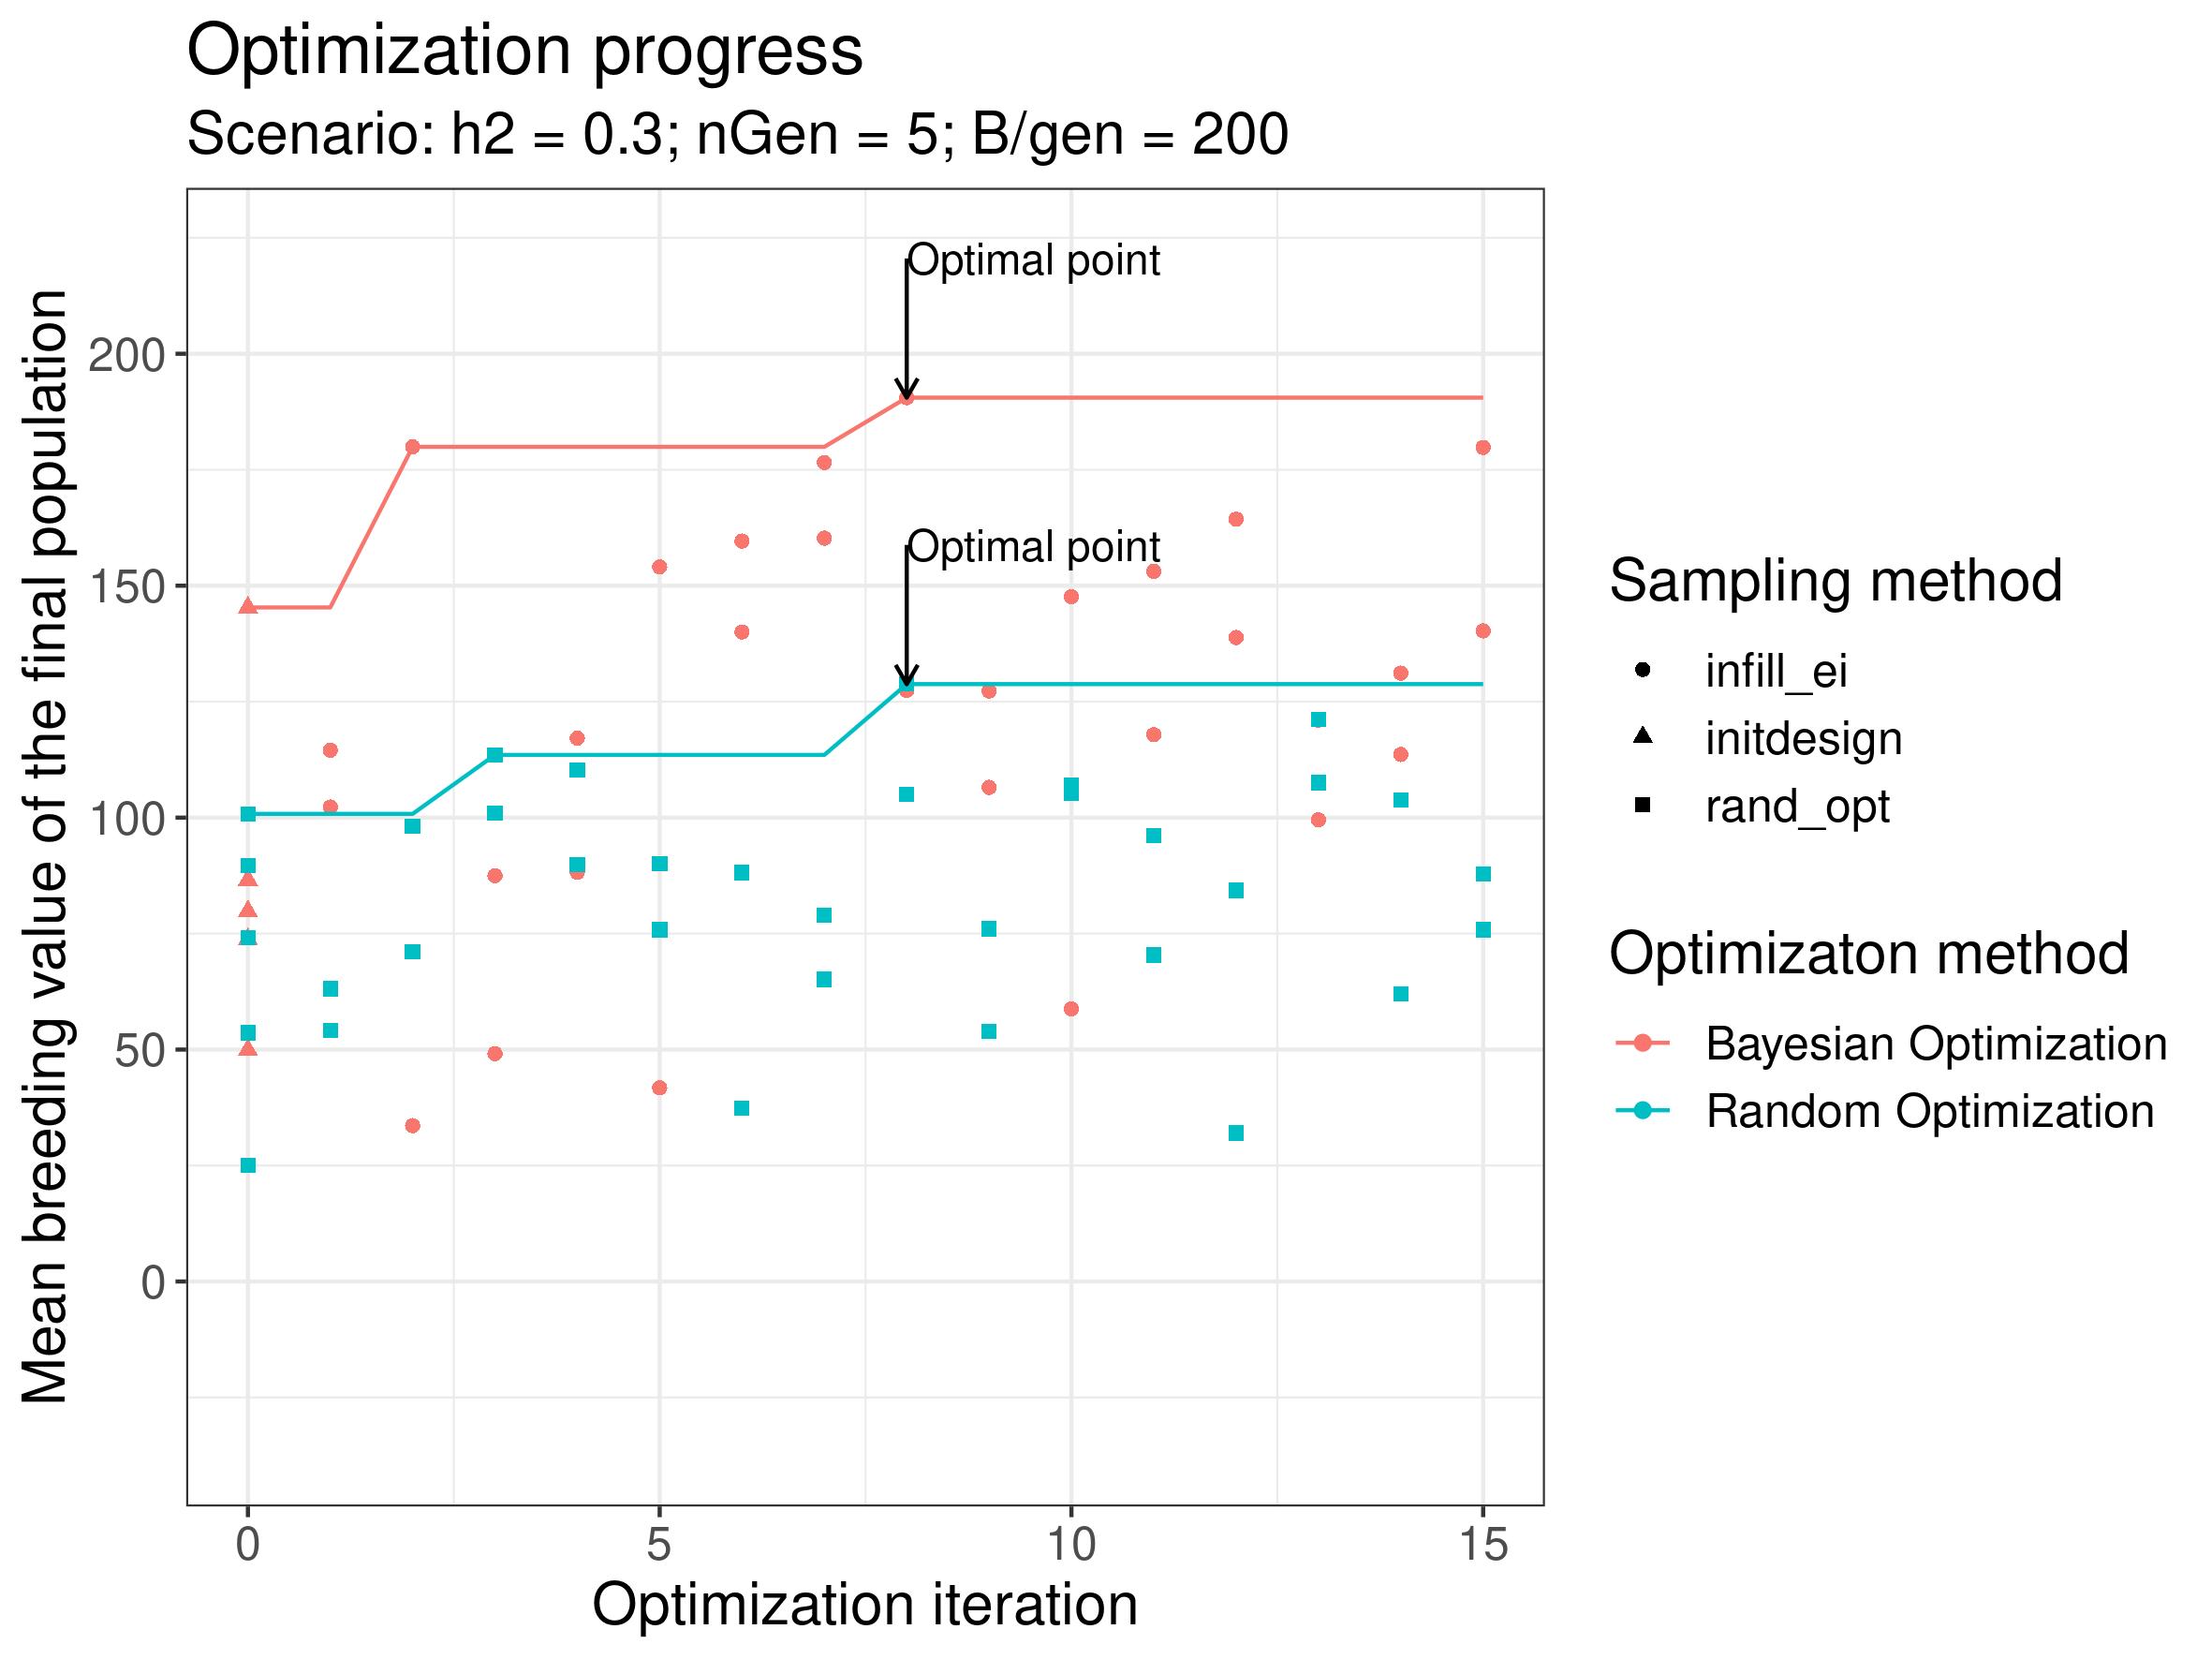 Optimization progress
Scenario: h2 = 0.3; nGen = 5; B/gen = 200
Mean breeding value of the final population
200
150
100
50
0
Optimal point
Optimal point
0 5 10 15
Optimization iteration
Sampling method
infill_ei
initdesign
rand_opt
Optimizaton method
Bayesian Optimization
Random Optimization